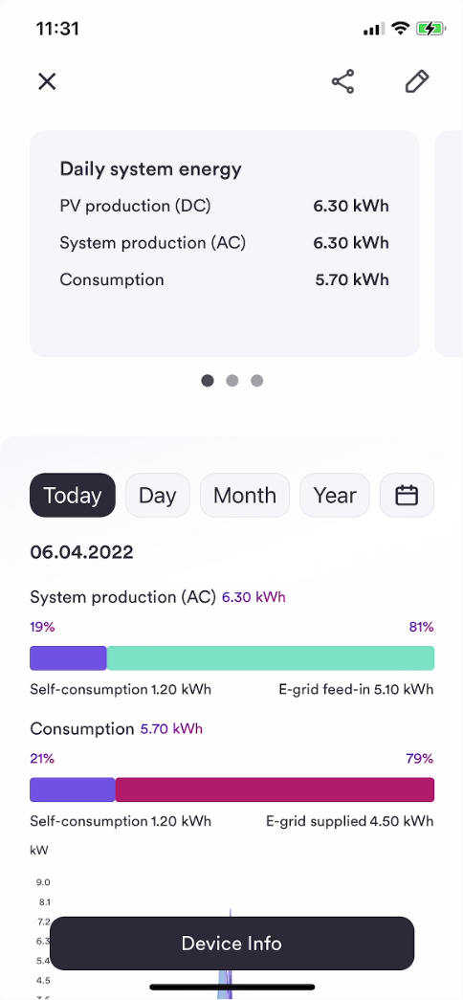 11:31
Daily system energy
PV production (DC) 6.30 kWh
System production (AC) 6.30 kWh
Consumption 5.70 kWh
Today Day Month Year
06.04.2022
System production (AC) 6.30 kWh
19% 81%
Self-consumption 1.20 kWh E-grid feed-in 5.10 kWh
Consumption 5.70 kWh
21% 79%
Self-consumption 1.20 kWh E-grid supplied 4.50 kWh
kW
9.0
8.1
7.2
6.3
Device Info
5.4
4.5